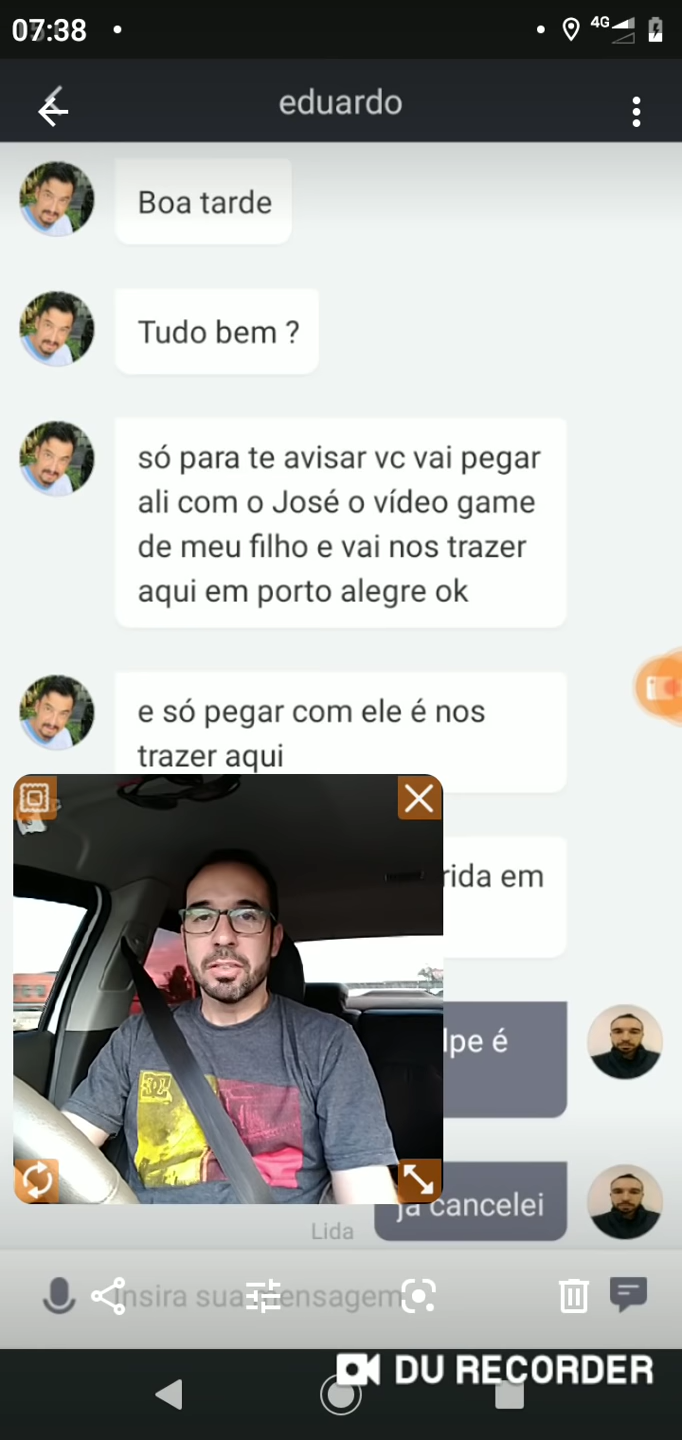 07:38
4G
eduardo
Boa tarde
Tudo bem ?
só para te avisar vc vai pegar
ali com o José o vídeo game
de meu filho e vai nos trazer
aqui em porto alegre ok
e só pegar com ele é nos
trazer aqui
rida em
lpe é
já cancelei
Lida
Insira sua mensagem
DU RECORDER